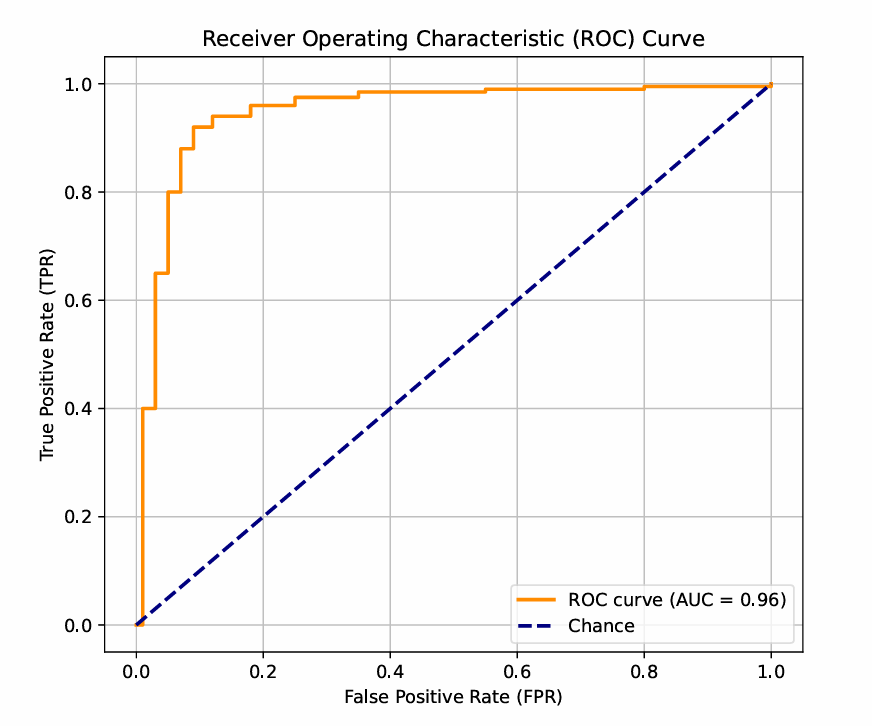 Receiver Operating Characteristic (ROC) Curve
True Positive Rate (TPR)
1.0
0.8
0.6
0.4
0.2
0.0
ROC curve (AUC = 0.96)
Chance
0.0 0.2 0.4 0.6 0.8 1.0
False Positive Rate (FPR)